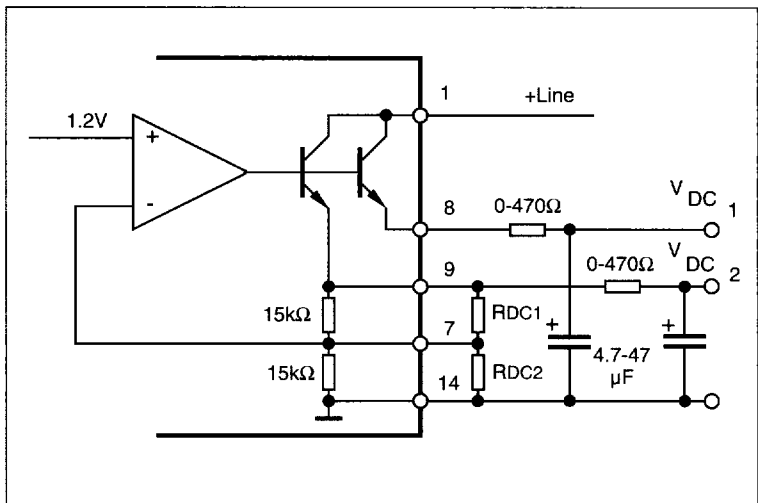 1
+Line
1.2V
+
-
8
0-470Ω
V DC 1
9
0-470Ω
V DC 2
15kΩ
RDC1
7
+
+
15kΩ
RDC2
4.7-47
µF
14